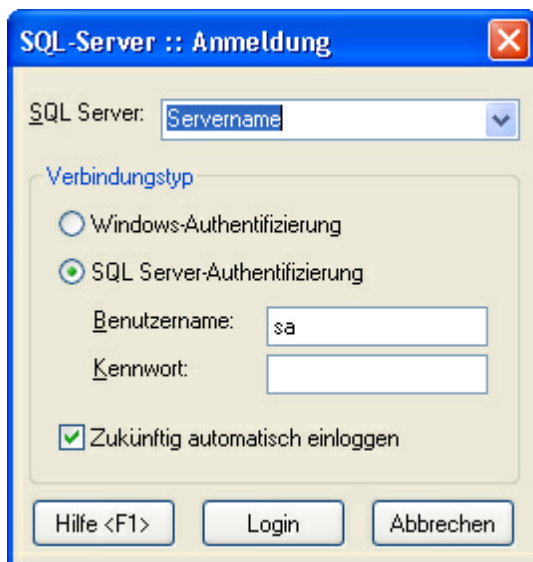 SQL-Server :: Anmeldung
SQL Server: Servername
Verbindungstyp
Windows-Authentifizierung
SQL Server-Authentifizierung
Benutzername: sa
Kennwort:
Zukünftig automatisch einloggen
Hilfe <F1> Login Abbrechen